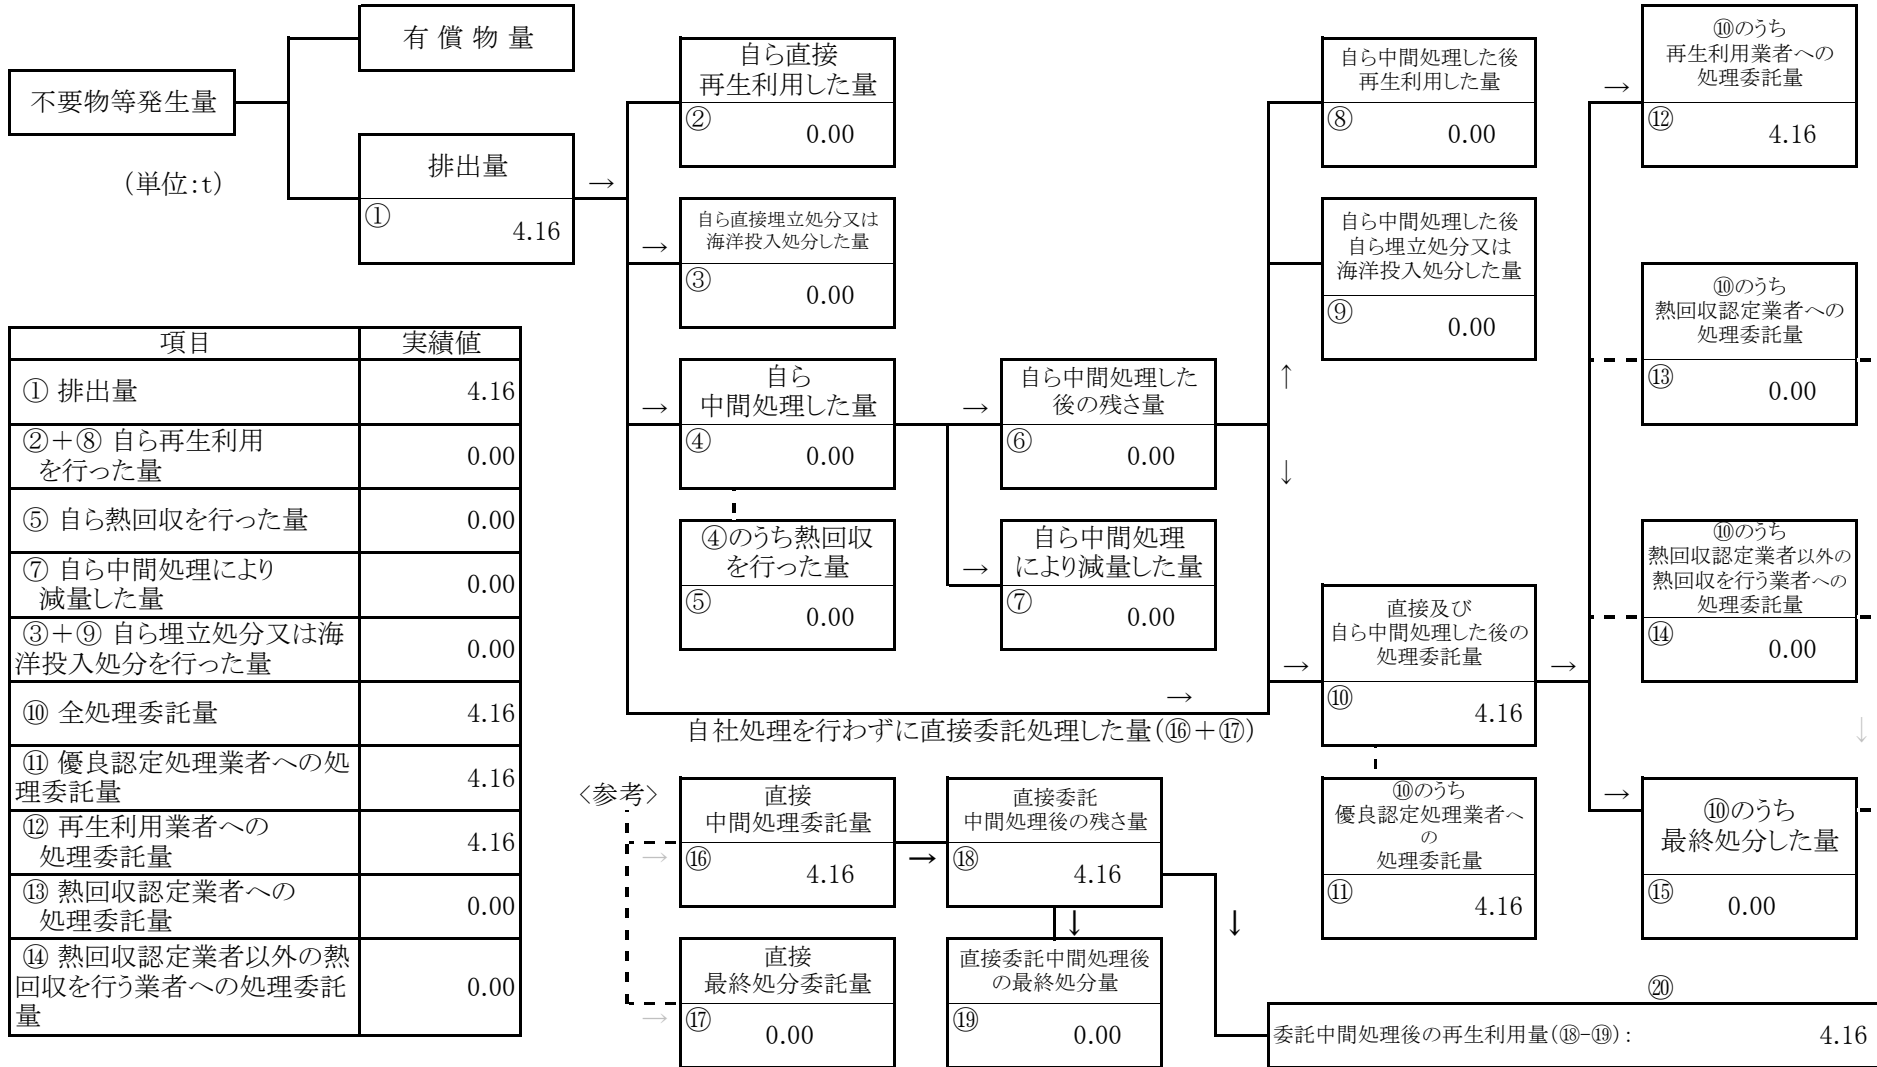 有 償 物 量
不要物等発生量
(単位:t)
排出量
①
4.16
→
自ら直接
再生利用した量
②
0.00
→
自ら直接埋立処分又は
海洋投入処分した量
③
0.00
→
自ら
中間処理した量
④
0.00
④のうち熱回収
を行った量
⑤
0.00
→
自ら中間処理した
後の残さ量
⑥
0.00
→
自ら中間処理
により減量した量
⑦
0.00
↑
↓
自ら中間処理した後
再生利用した量
⑧
0.00
自ら中間処理した後
自ら埋立処分又は
海洋投入処分した量
⑨
0.00
→
自社処理を行わずに直接委託処理した量(⑯+⑰)
→
直接及び
自ら中間処理した後の
処理委託量
⑩
4.16
→
⑩のうち
優良認定処理業者へ
の
処理委託量
⑪
4.16
→
⑩のうち
再生利用業者への
処理委託量
⑫
4.16
⑩のうち
熱回収認定業者への
処理委託量
⑬
0.00
⑩のうち
熱回収認定業者以外の
熱回収を行う業者への
処理委託量
⑭
0.00
↓
→
⑩のうち
最終処分した量
⑮
0.00
項目 実績値
① 排出量 4.16
②+⑧ 自ら再生利用
を行った量 0.00
⑤ 自ら熱回収を行った量 0.00
⑦ 自ら中間処理により
減量した量 0.00
③+⑨ 自ら埋立処分又は海
洋投入処分を行った量 0.00
⑩ 全処理委託量 4.16
⑪ 優良認定処理業者への処
理委託量 4.16
⑫ 再生利用業者への
処理委託量 4.16
⑬ 熱回収認定業者への
処理委託量 0.00
⑭ 熱回収認定業者以外の熱
回収を行う業者への処理委託
量 0.00
<参考>
→
直接
中間処理委託量
⑯
4.16
→
直接委託
中間処理後の残さ量
⑱
4.16
↓
↓
→
直接
最終処分委託量
⑰
0.00
直接委託中間処理後
の最終処分量
⑲
0.00
⑳
委託中間処理後の再生利用量(⑱-⑲): 4.16